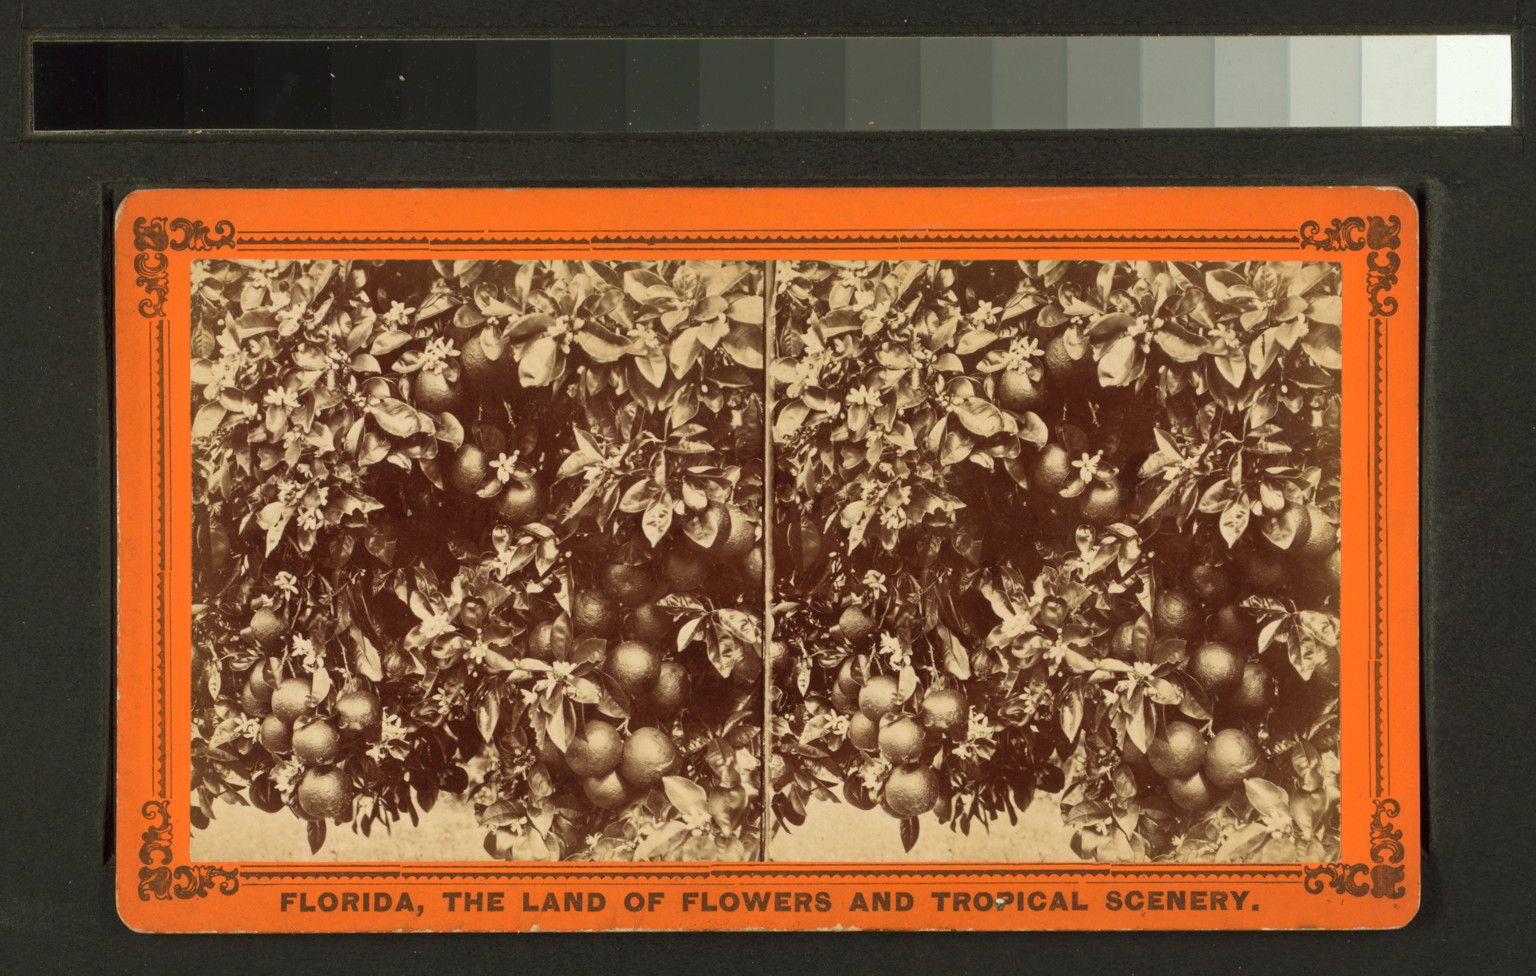 FLORIDA, THE LAND OF FLOWERS AND TROPICAL SCENERY.